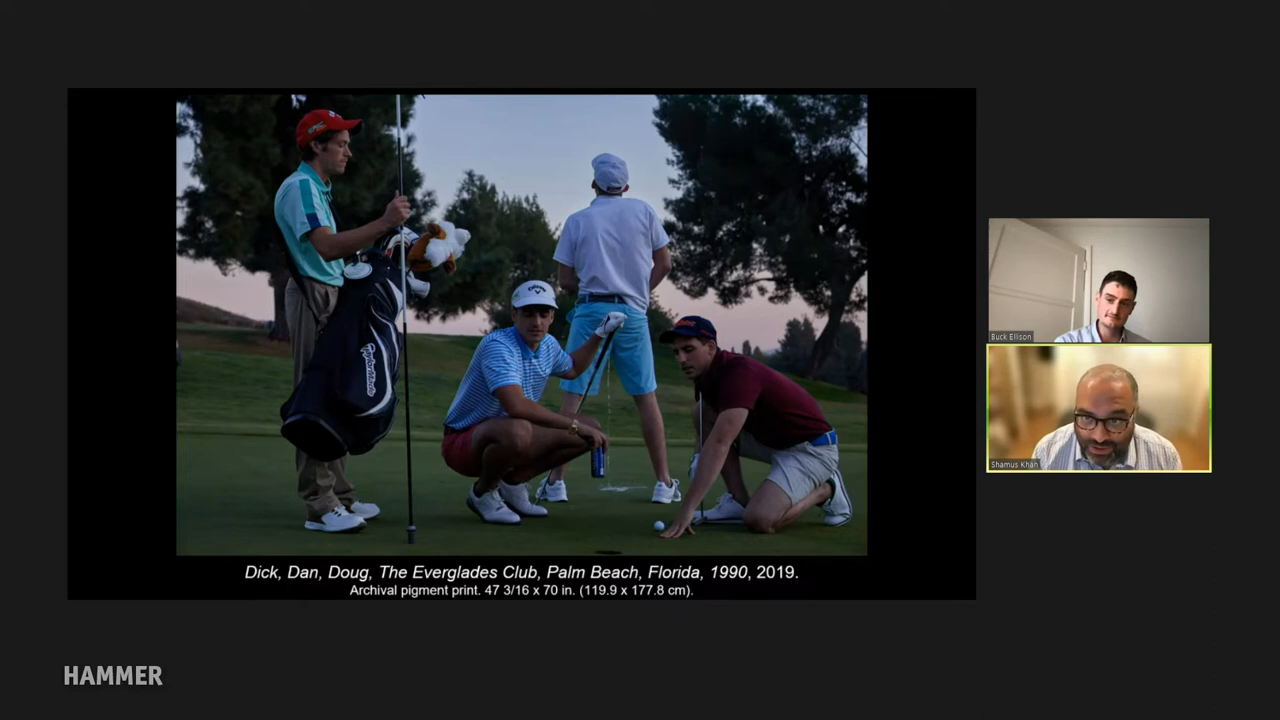 TaylorMade
Dick, Dan, Doug, The Everglades Club, Palm Beach, Florida, 1990, 2019.
Archival pigment print. 47 3/16 x 70 in. (119.9 x 177.8 cm).
Buck Ellison
Shamus Khan
HAMMER